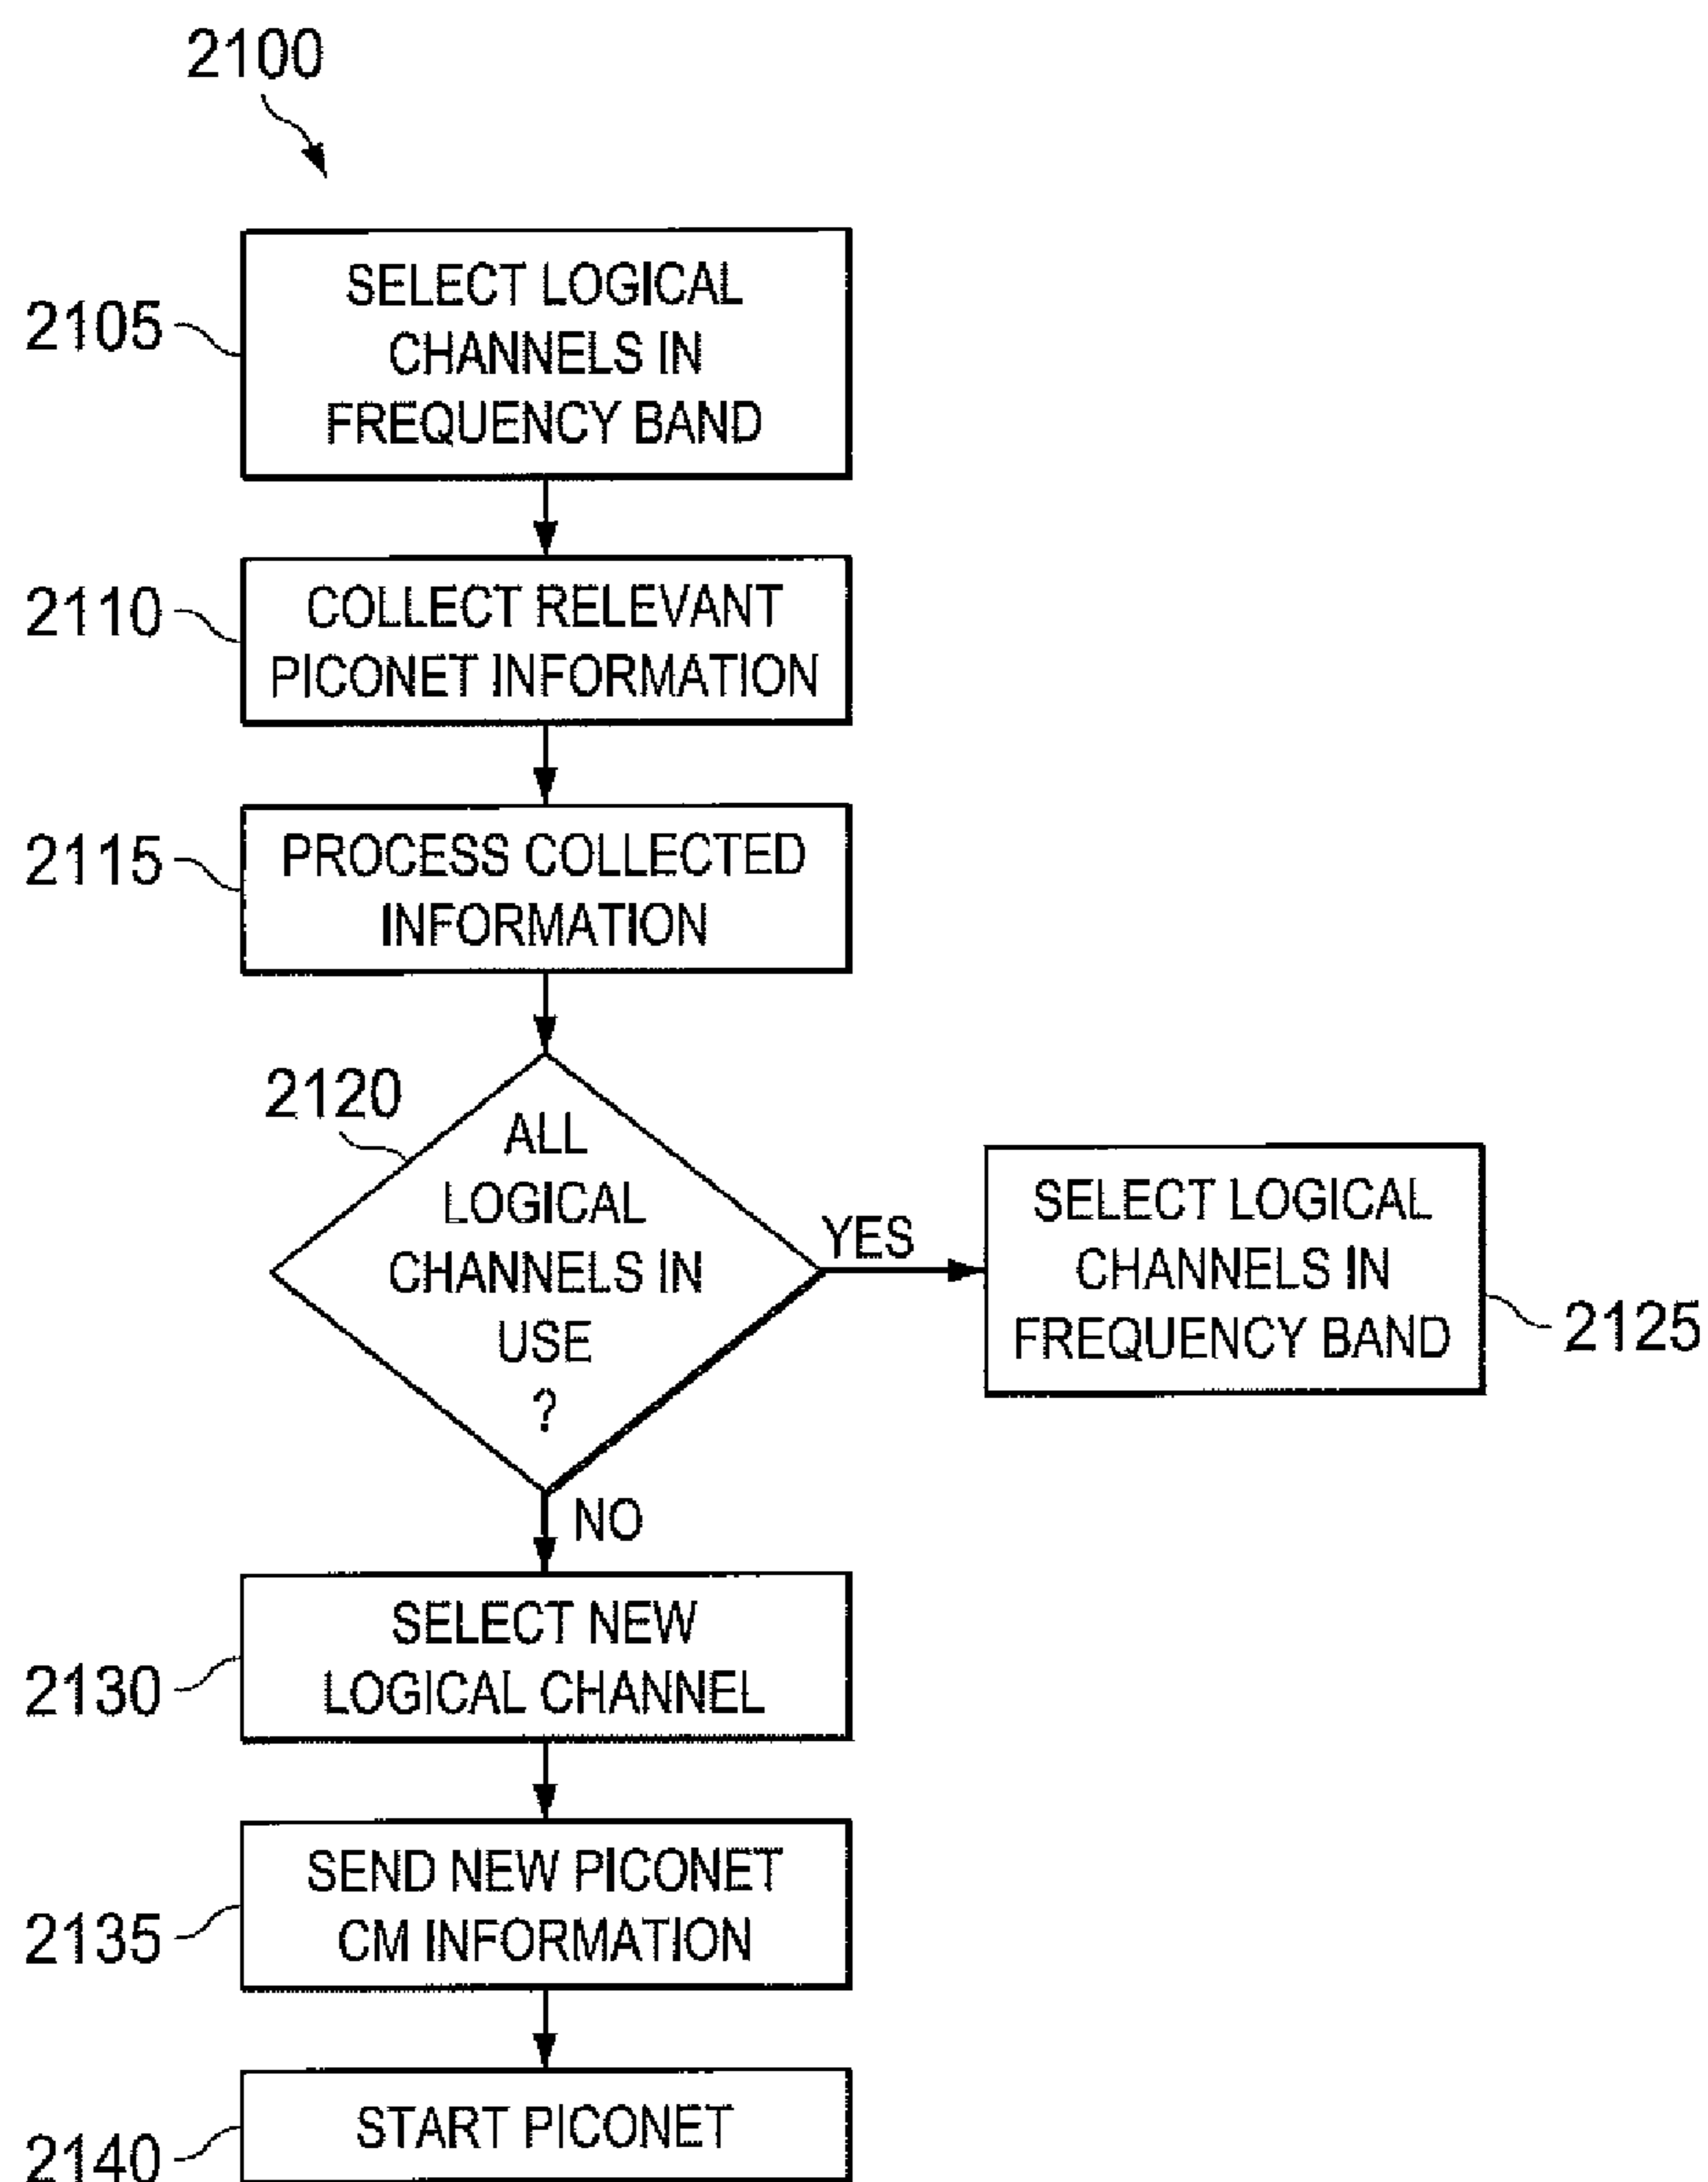 2100
2105
SELECT LOGICAL
CHANNELS IN
FREQUENCY BAND
2110
COLLECT RELEVANT
PICONET INFORMATION
2115
PROCESS COLLECTED
INFORMATION
2120
ALL
LOGICAL
CHANNELS IN
USE
?
YES
SELECT LOGICAL
CHANNELS IN
FREQUENCY BAND
2125
NO
2130
SELECT NEW
LOGICAL CHANNEL
2135
SEND NEW PICONET
CM INFORMATION
2140
START PICONET